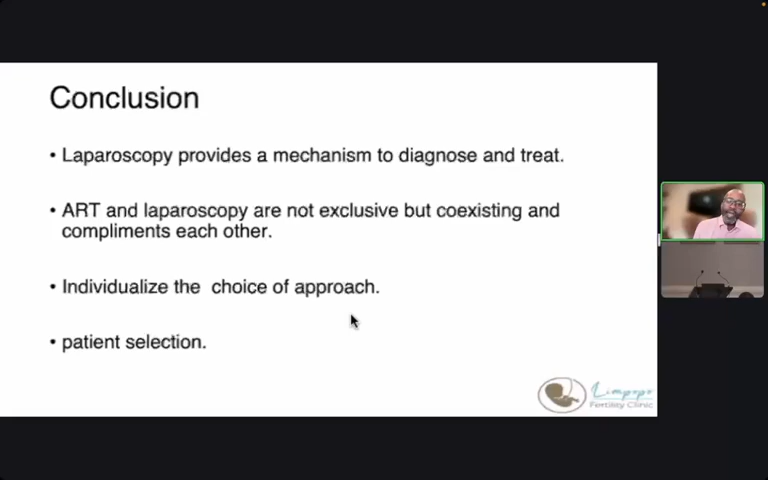 Conclusion
• Laparoscopy provides a mechanism to diagnose and treat.
• ART and laparoscopy are not exclusive but coexisting and
compliments each other.
• Individualize the choice of approach.
• patient selection.
Limpopo
Fertility Clinic